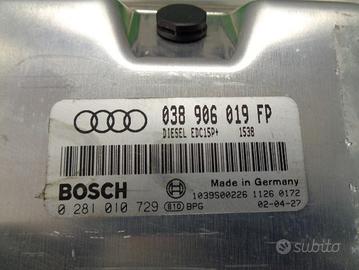 038 906 019 FP
DIESEL EDC15P+ 1538
BOSCH
Made in Germany
1039S00226 1126 0172
0 281 010 729 810 BPG 02-04-27
subito